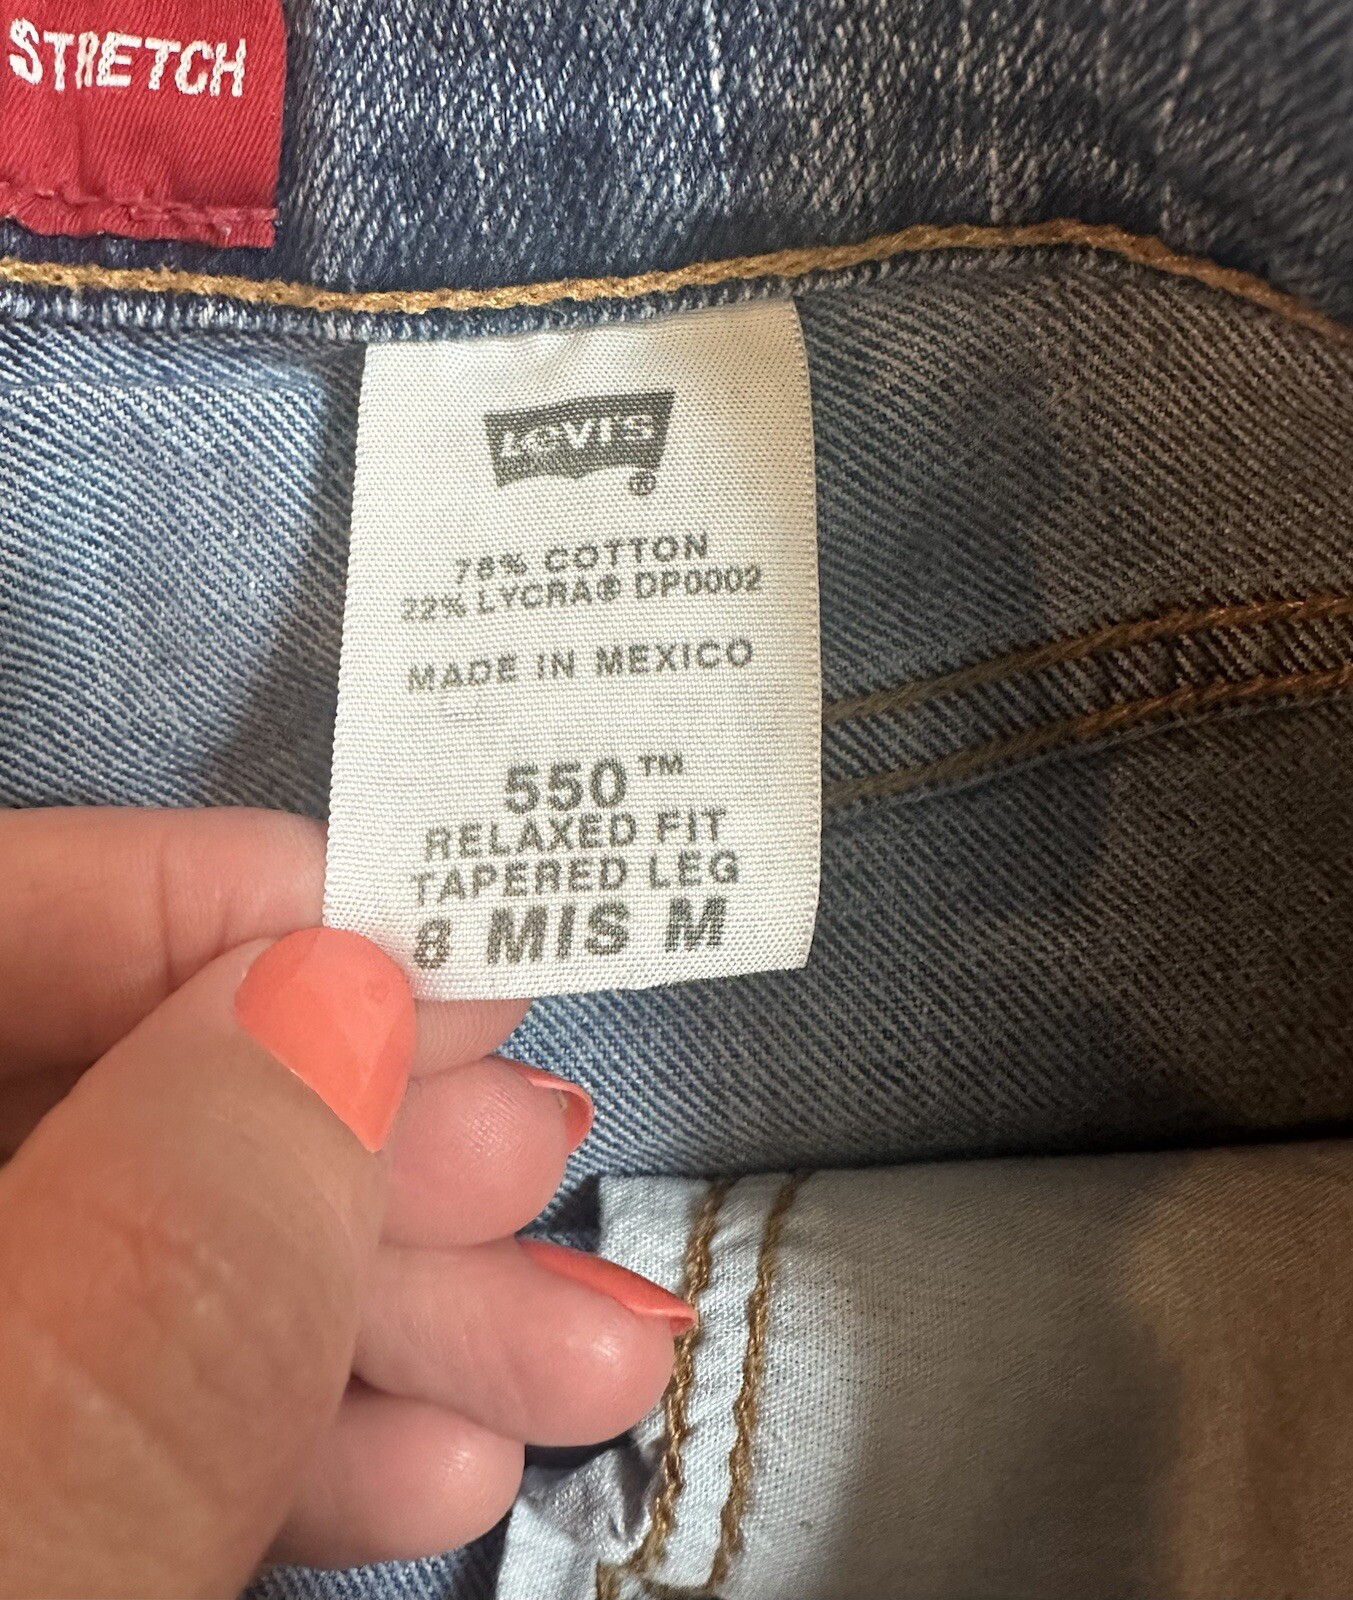 STRETCH
Levi's
®
78% COTTON
22% LYCRA® DP0002
MADE IN MEXICO
550™
RELAXED FIT
TAPERED LEG
8 MIS M